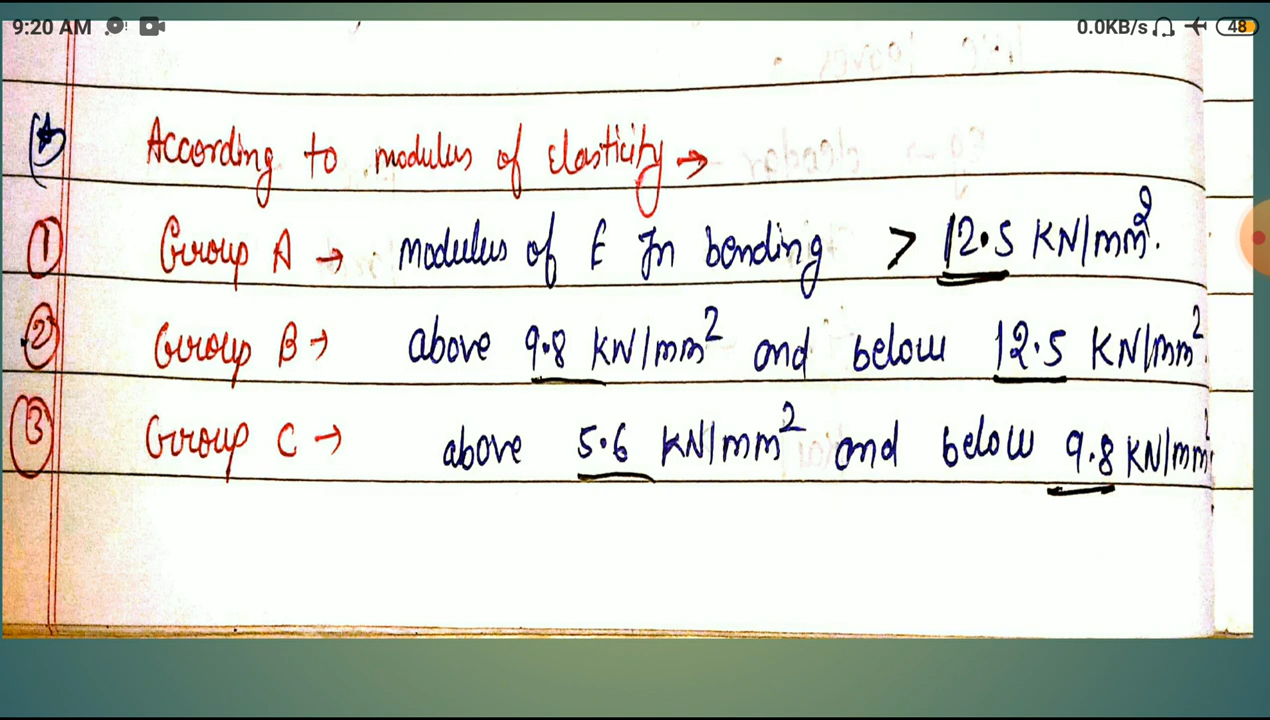 9:20 AM
0.0KB/s 48
According to modulus of elasticity →
① Group A → modulus of E In bending > 12.5 KN/mm².
② Group B → above 9.8 KN/mm² and below 12.5 KN/mm².
③ Group C → above 5.6 KN/mm² and below 9.8 KN/mm²